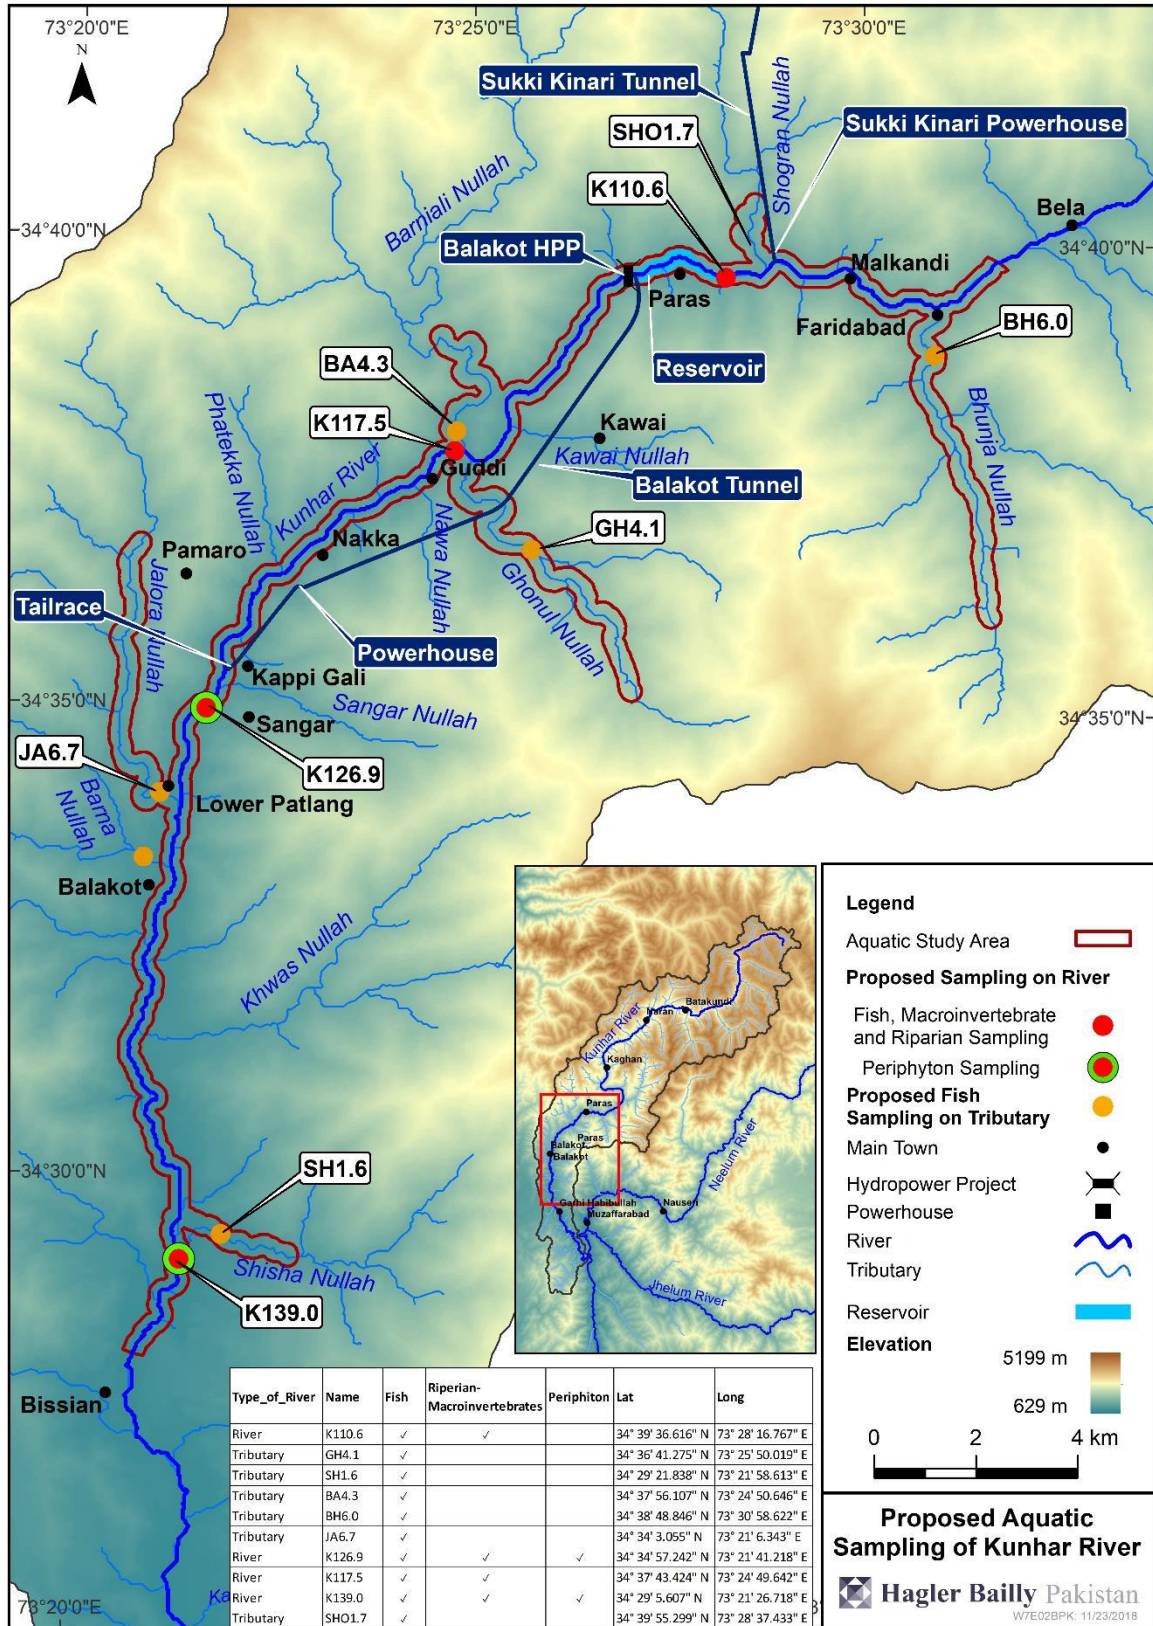 73°20'0"E
73°25'0"E
73°30'0"E
N
Sukki Kinari Tunnel
Shogran Nullah
SHO1.7
Sukki Kinari Powerhouse
K110.6
Barniali Nullah
Bela
34°40'0"N
34°40'0"N
Balakot HPP
Malkandi
Paras
Faridabad
BH6.0
BA4.3
Reservoir
K117.5
Phatekka Nullah
Kunhar River
Kawai
Kawai Nullah
Guddi
Balakot Tunnel
Bhunja Nullah
Nakka
Nawa Nullah
GH4.1
Pamaro
Jalora Nullah
Ghonul Nullah
Tailrace
Powerhouse
Kappi Gali
34°35'0"N
Sangar Nullah
34°35'0"N
Sangar
JA6.7
K126.9
Barna
Nullah
Lower Patlang
Balakot
Khwas Nullah
34°30'0"N
SH1.6
Shisha Nullah
K139.0
Bissian
73°20'0"E
Batakundi
Naran
Kunhar River
Kaghan
Paras
Paras
Balakot
Balakot
Neelum River
Garhi Habibullah
Nauseri
Muzaffarabad
Jhelum River
Legend
Aquatic Study Area
Proposed Sampling on River
Fish, Macroinvertebrate
and Riparian Sampling
Periphyton Sampling
Proposed Fish
Sampling on Tributary
Main Town
Hydropower Project
Powerhouse
River
Tributary
Reservoir
Elevation
5199 m
629 m
0 2 4 km
Type_of_River Name Fish Riperian-Macroinvertebrates Periphiton Lat Long
River K110.6 ✓ ✓ 34° 39' 36.616" N 73° 28' 16.767" E
Tributary GH4.1 ✓ 34° 36' 41.275" N 73° 25' 50.019" E
Tributary SH1.6 ✓ 34° 29' 21.838" N 73° 21' 58.613" E
Tributary BA4.3 ✓ 34° 37' 56.107" N 73° 24' 50.646" E
Tributary BH6.0 ✓ 34° 38' 48.846" N 73° 30' 58.622" E
Tributary JA6.7 ✓ 34° 34' 3.055" N 73° 21' 6.343" E
River K126.9 ✓ ✓ ✓ 34° 34' 57.242" N 73° 21' 41.218" E
River K117.5 ✓ ✓ 34° 37' 43.424" N 73° 24' 49.642" E
River K139.0 ✓ ✓ ✓ 34° 29' 5.607" N 73° 21' 26.718" E
Tributary SHO1.7 ✓ 34° 39' 55.299" N 73° 28' 37.433" E
Proposed Aquatic
Sampling of Kunhar River
Hagler Bailly Pakistan
W7E02BPK: 11/23/2018